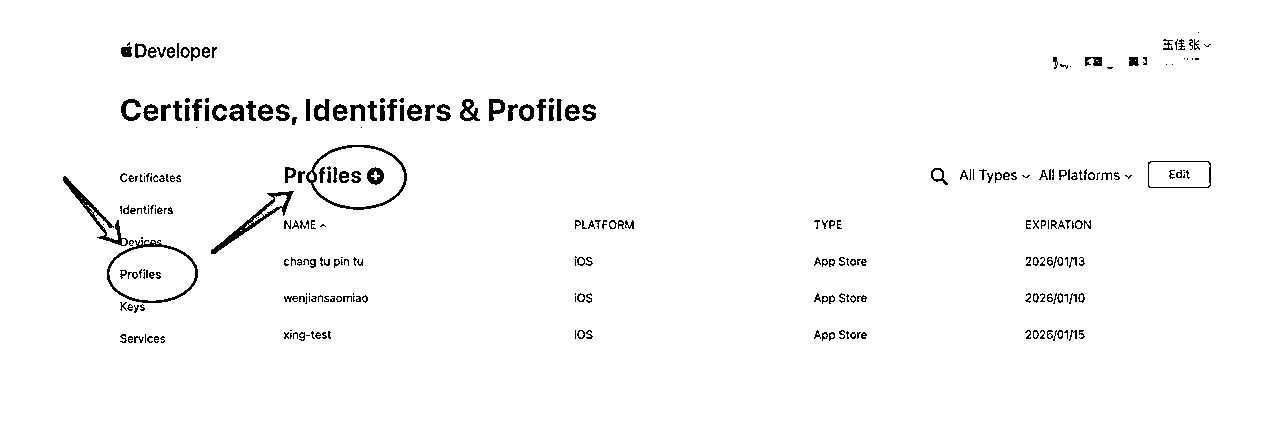 Developer
玉佳 张
Certificates, Identifiers & Profiles
Certificates
Identifiers
Devices
Profiles
Keys
Services
Profiles
All Types All Platforms Edit
NAME PLATFORM TYPE EXPIRATION
chang tu pin tu iOS App Store 2026/01/13
wenjiansaomiao iOS App Store 2026/01/10
xing-test iOS App Store 2026/01/15